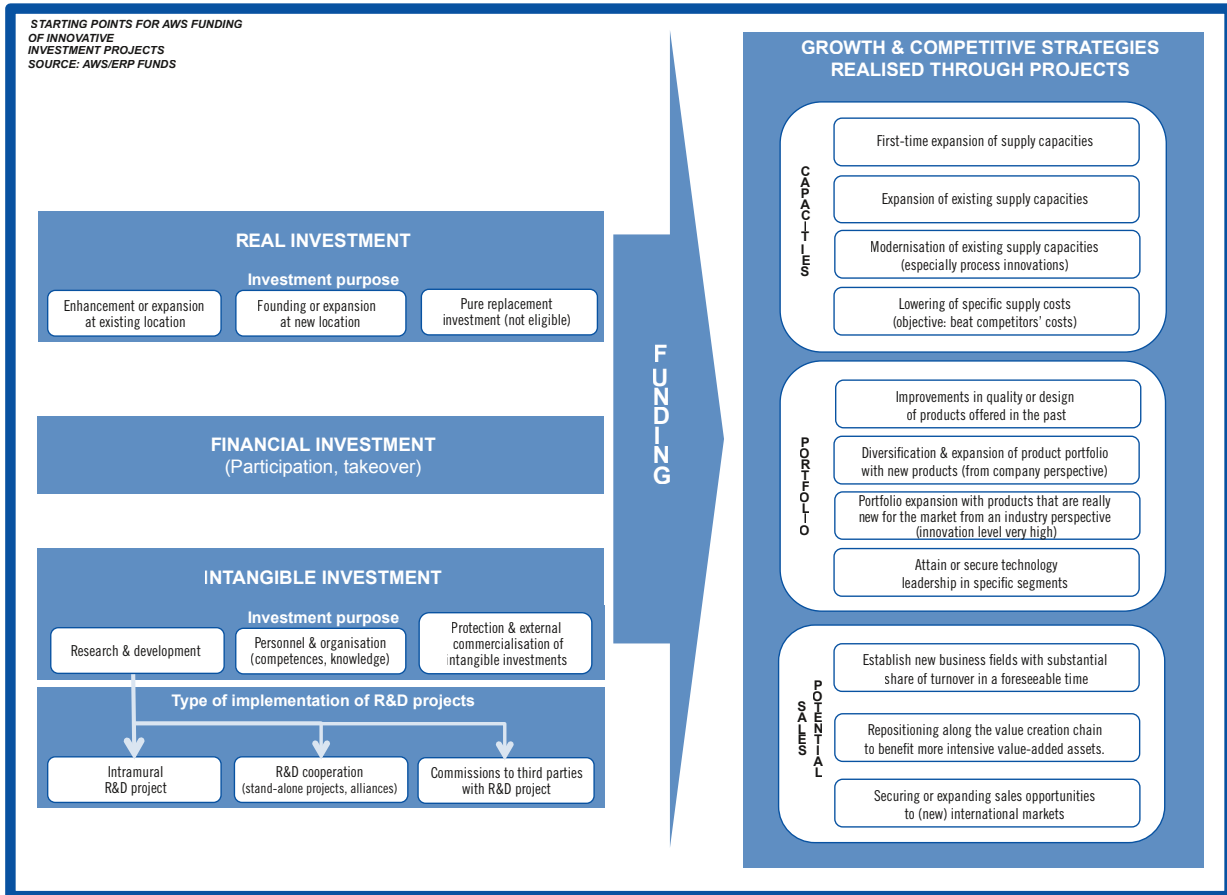 STARTING POINTS FOR AWS FUNDING
OF INNOVATIVE
INVESTMENT PROJECTS
SOURCE: AWS/ERP FUNDS
REAL INVESTMENT
Investment purpose
Enhancement or expansion
at existing location
Founding or expansion
at new location
Pure replacement
investment (not eligible)
FINANCIAL INVESTMENT
(Participation, takeover)
INTANGIBLE INVESTMENT
Investment purpose
Research & development
Personnel & organisation
(competences, knowledge)
Protection & external
commercialisation of
intangible investments
Type of implementation of R&D projects
Intramural
R&D project
R&D cooperation
(stand-alone projects, alliances)
Commissions to third parties
with R&D project
FUNDING
GROWTH & COMPETITIVE STRATEGIES
REALISED THROUGH PROJECTS
CAPACITIES
First-time expansion of supply capacities
Expansion of existing supply capacities
Modernisation of existing supply capacities
(especially process innovations)
Lowering of specific supply costs
(objective: beat competitors' costs)
PORTFOLIO
Improvements in quality or design
of products offered in the past
Diversification & expansion of product portfolio
with new products (from company perspective)
Portfolio expansion with products that are really
new for the market from an industry perspective
(innovation level very high)
Attain or secure technology
leadership in specific segments
SALES
POTENTIAL
Establish new business fields with substantial
share of turnover in a foreseeable time
Repositioning along the value creation chain
to benefit more intensive value-added assets.
Securing or expanding sales opportunities
to (new) international markets